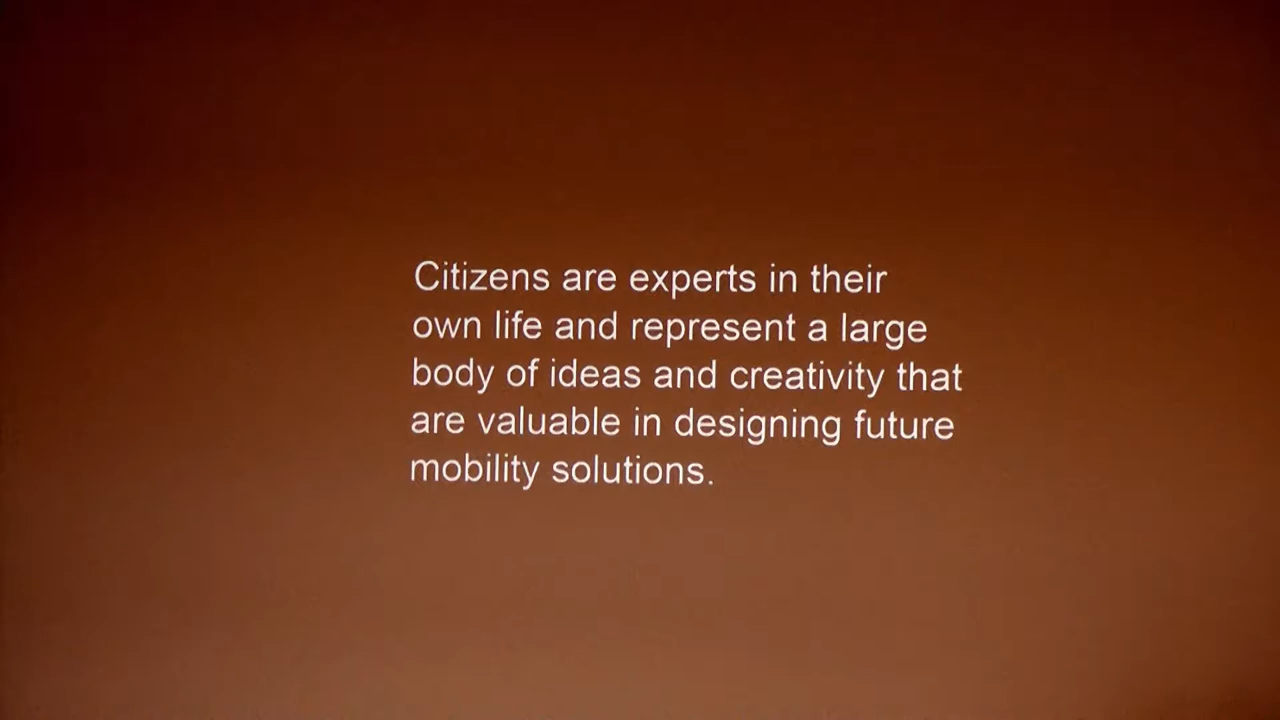 Citizens are experts in their
own life and represent a large
body of ideas and creativity that
are valuable in designing future
mobility solutions.